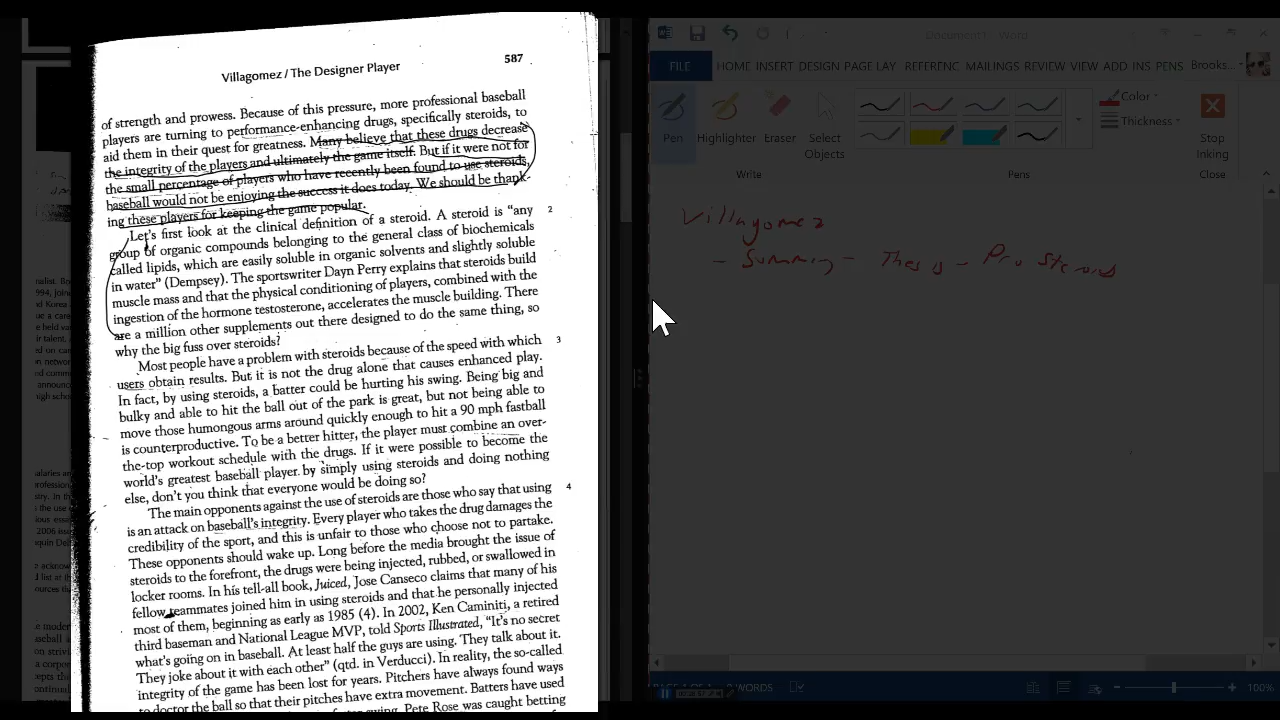 Villagomez / The Designer Player
587
of strength and prowess. Because of this pressure, more professional baseball
players are turning to performance-enhancing drugs, specifically steroids, to
aid them in their quest for greatness. Many believe that these drugs decrease
the integrity of the players and ultimately the game itself. But if it were not for
the small percentage of players who have recently been found to use steroids,
baseball would not be enjoying the success it does today. We should be thank-
ing these players for keeping the game popular.
Let's first look at the clinical definition of a steroid. A steroid is "any
2
group of organic compounds belonging to the general class of biochemicals
called lipids, which are easily soluble in organic solvents and slightly soluble
in water" (Dempsey). The sportswriter Dayn Perry explains that steroids build
muscle mass and that the physical conditioning of players, combined with the
ingestion of the hormone testosterone, accelerates the muscle building. There
are a million other supplements out there designed to do the same thing, so
why the big fuss over steroids?
Most people have a problem with steroids because of the speed with which
3
users obtain results. But it is not the drug alone that causes enhanced play.
In fact, by using steroids, a batter could be hurting his swing. Being big and
bulky and able to hit the ball out of the park is great, but not being able to
move those humongous arms around quickly enough to hit a 90 mph fastball
is counterproductive. To be a better hitter, the player must combine an over-
the-top workout schedule with the drugs. If it were possible to become the
world's greatest baseball player by simply using steroids and doing nothing
else, don't you think that everyone would be doing so?
The main opponents against the use of steroids are those who say that using
4
is an attack on baseball's integrity. Every player who takes the drug damages the
credibility of the sport, and this is unfair to those who choose not to partake.
These opponents should wake up. Long before the media brought the issue of
steroids to the forefront, the drugs were being injected, rubbed, or swallowed in
locker rooms. In his tell-all book, Juiced, Jose Canseco claims that many of his
fellow teammates joined him in using steroids and that he personally injected
most of them, beginning as early as 1985 (4). In 2002, Ken Caminiti, a retired
third baseman and National League MVP, told Sports Illustrated, "It's no secret
what's going on in baseball. At least half the guys are using. They talk about it.
They joke about it with each other" (qtd. in Verducci). In reality, the so-called
integrity of the game has been lost for years. Pitchers have always found ways
to doctor the ball so that their pitches have extra movement. Batters have used
swing. Pete Rose was caught betting
Document1 - Word
FILE
HOME INSERT DESIGN PAGE LAY REFERENC MAILINGS REVIEW VIEW ADD INS PENS
Brooks...
Pen
Highlighter
Eraser
Select
Objects
Color
Thickness
Stop
Inking
Write
Pens
Villagomez
- Summary - Thesis - Pro steroids
WORDS
100%